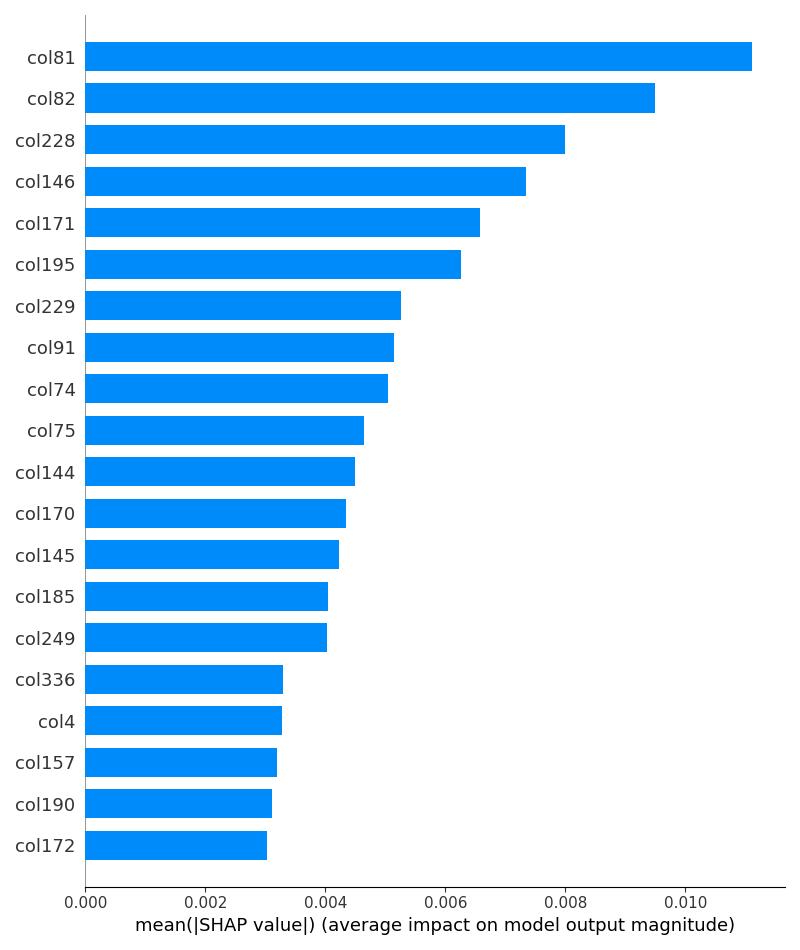 col81
col82
col228
col146
col171
col195
col229
col91
col74
col75
col144
col170
col145
col185
col249
col336
col4
col157
col190
col172
0.000 0.002 0.004 0.006 0.008 0.010
mean(|SHAP value|) (average impact on model output magnitude)